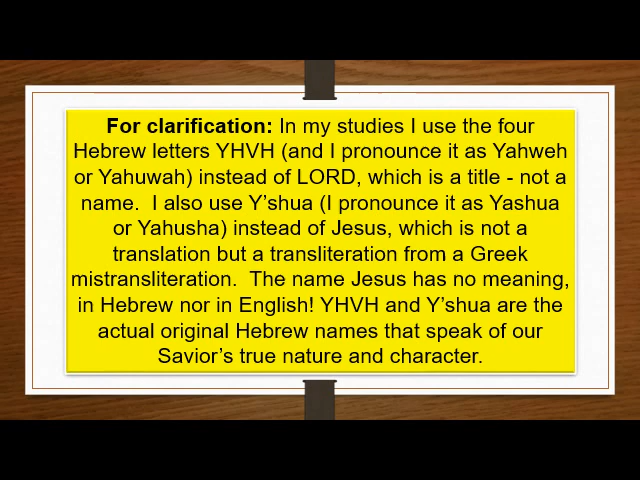 For clarification: In my studies I use the four
Hebrew letters YHVH (and I pronounce it as Yahweh
or Yahuwah) instead of LORD, which is a title - not a
name.  I also use Y’shua (I pronounce it as Yashua
or Yahusha) instead of Jesus, which is not a
translation but a transliteration from a Greek
mistransliteration.  The name Jesus has no meaning,
in Hebrew nor in English! YHVH and Y’shua are the
actual original Hebrew names that speak of our
Savior’s true nature and character.